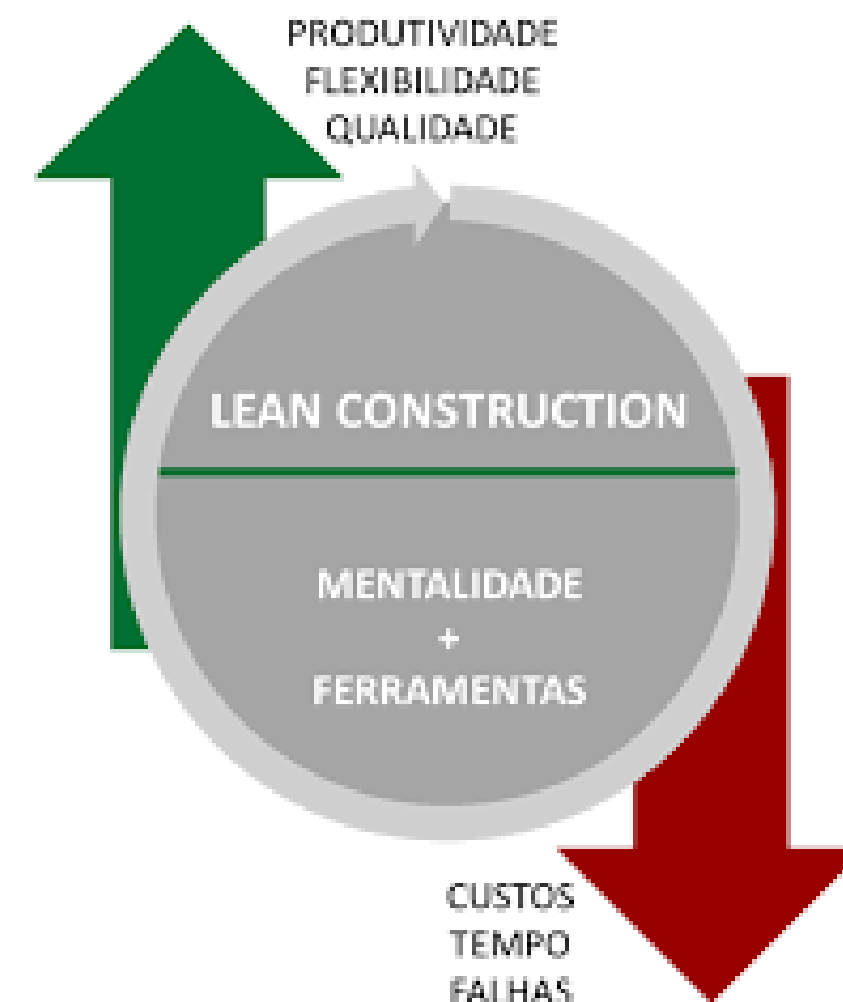 PRODUTIVIDADE
FLEXIBILIDADE
QUALIDADE
LEAN CONSTRUCTION
MENTALIDADE
+
FERRAMENTAS
CUSTOS
TEMPO
FALHAS